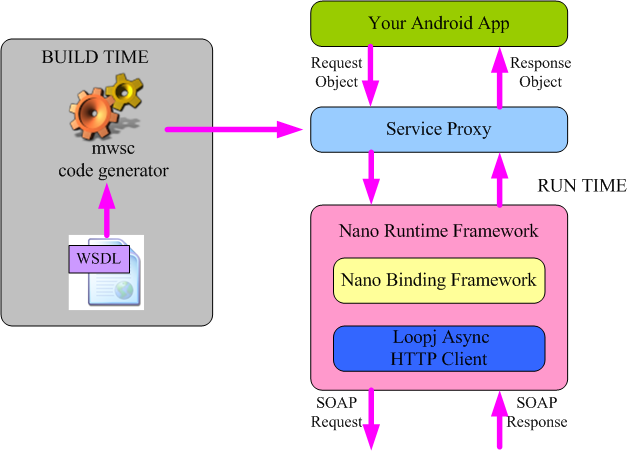 BUILD TIME
mwsc
code generator
WSDL
Your Android App
Request
Object
Response
Object
Service Proxy
RUN TIME
Nano Runtime Framework
Nano Binding Framework
Loopj Async
HTTP Client
SOAP
Request
SOAP
Response